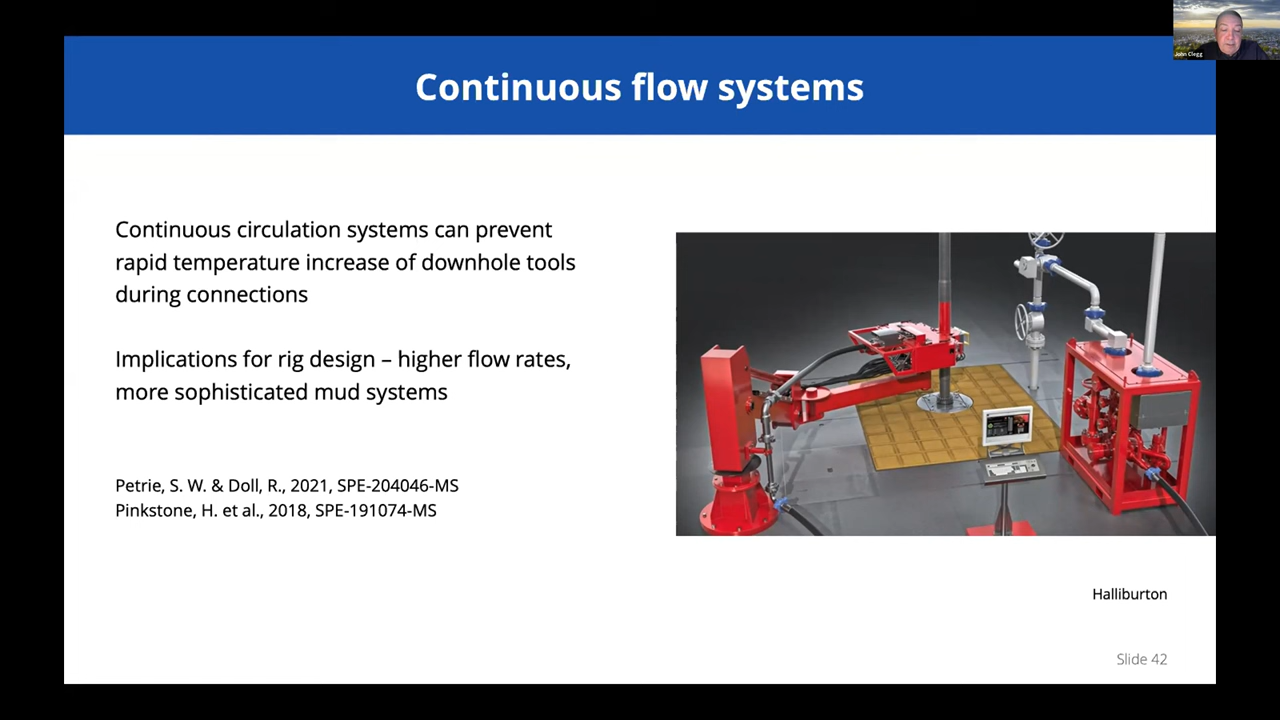 John Clegg
Continuous flow systems
Continuous circulation systems can prevent
rapid temperature increase of downhole tools
during connections
Implications for rig design – higher flow rates,
more sophisticated mud systems
Petrie, S. W. & Doll, R., 2021, SPE-204046-MS
Pinkstone, H. et al., 2018, SPE-191074-MS
Halliburton
Slide 42